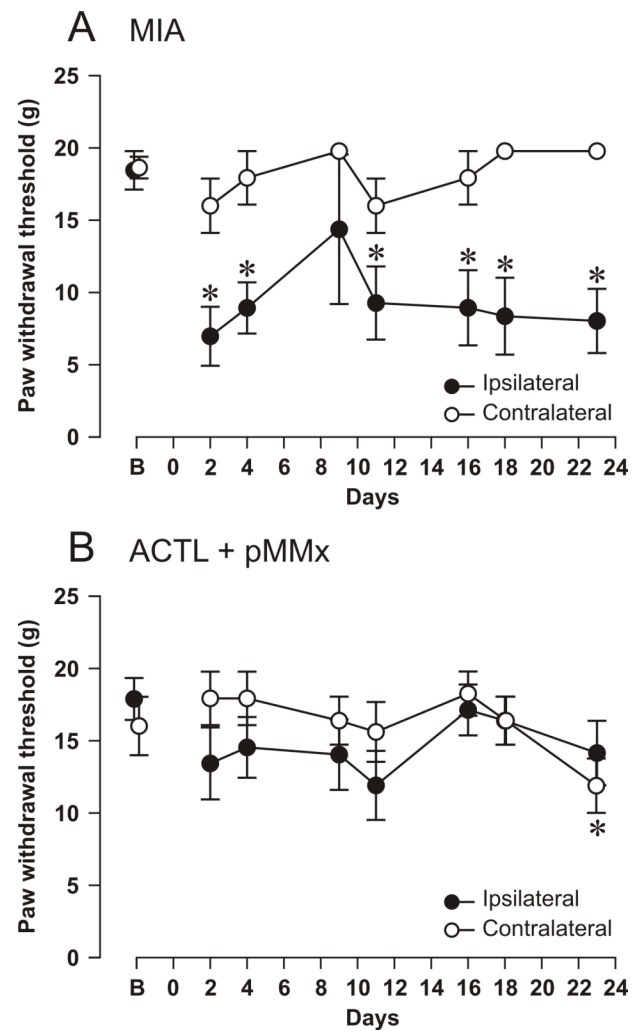 A MIA
Paw withdrawal threshold (g)
25
20
15
10
5
0
* * * * * *
Ipsilateral
Contralateral
B 0 2 4 6 8 10 12 14 16 18 20 22 24
Days
B ACTL + pMMx
Paw withdrawal threshold (g)
25
20
15
10
5
0
*
Ipsilateral
Contralateral
B 0 2 4 6 8 10 12 14 16 18 20 22 24
Days